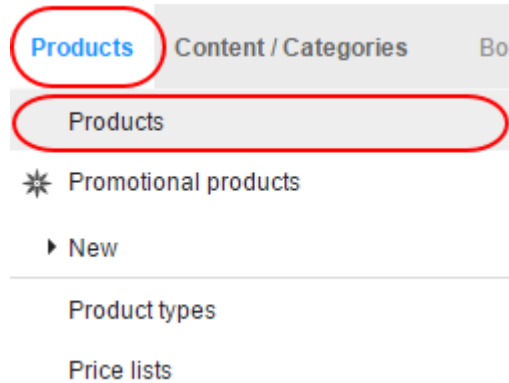 Products Content / Categories Bo
Products
Promotional products
New
Product types
Price lists